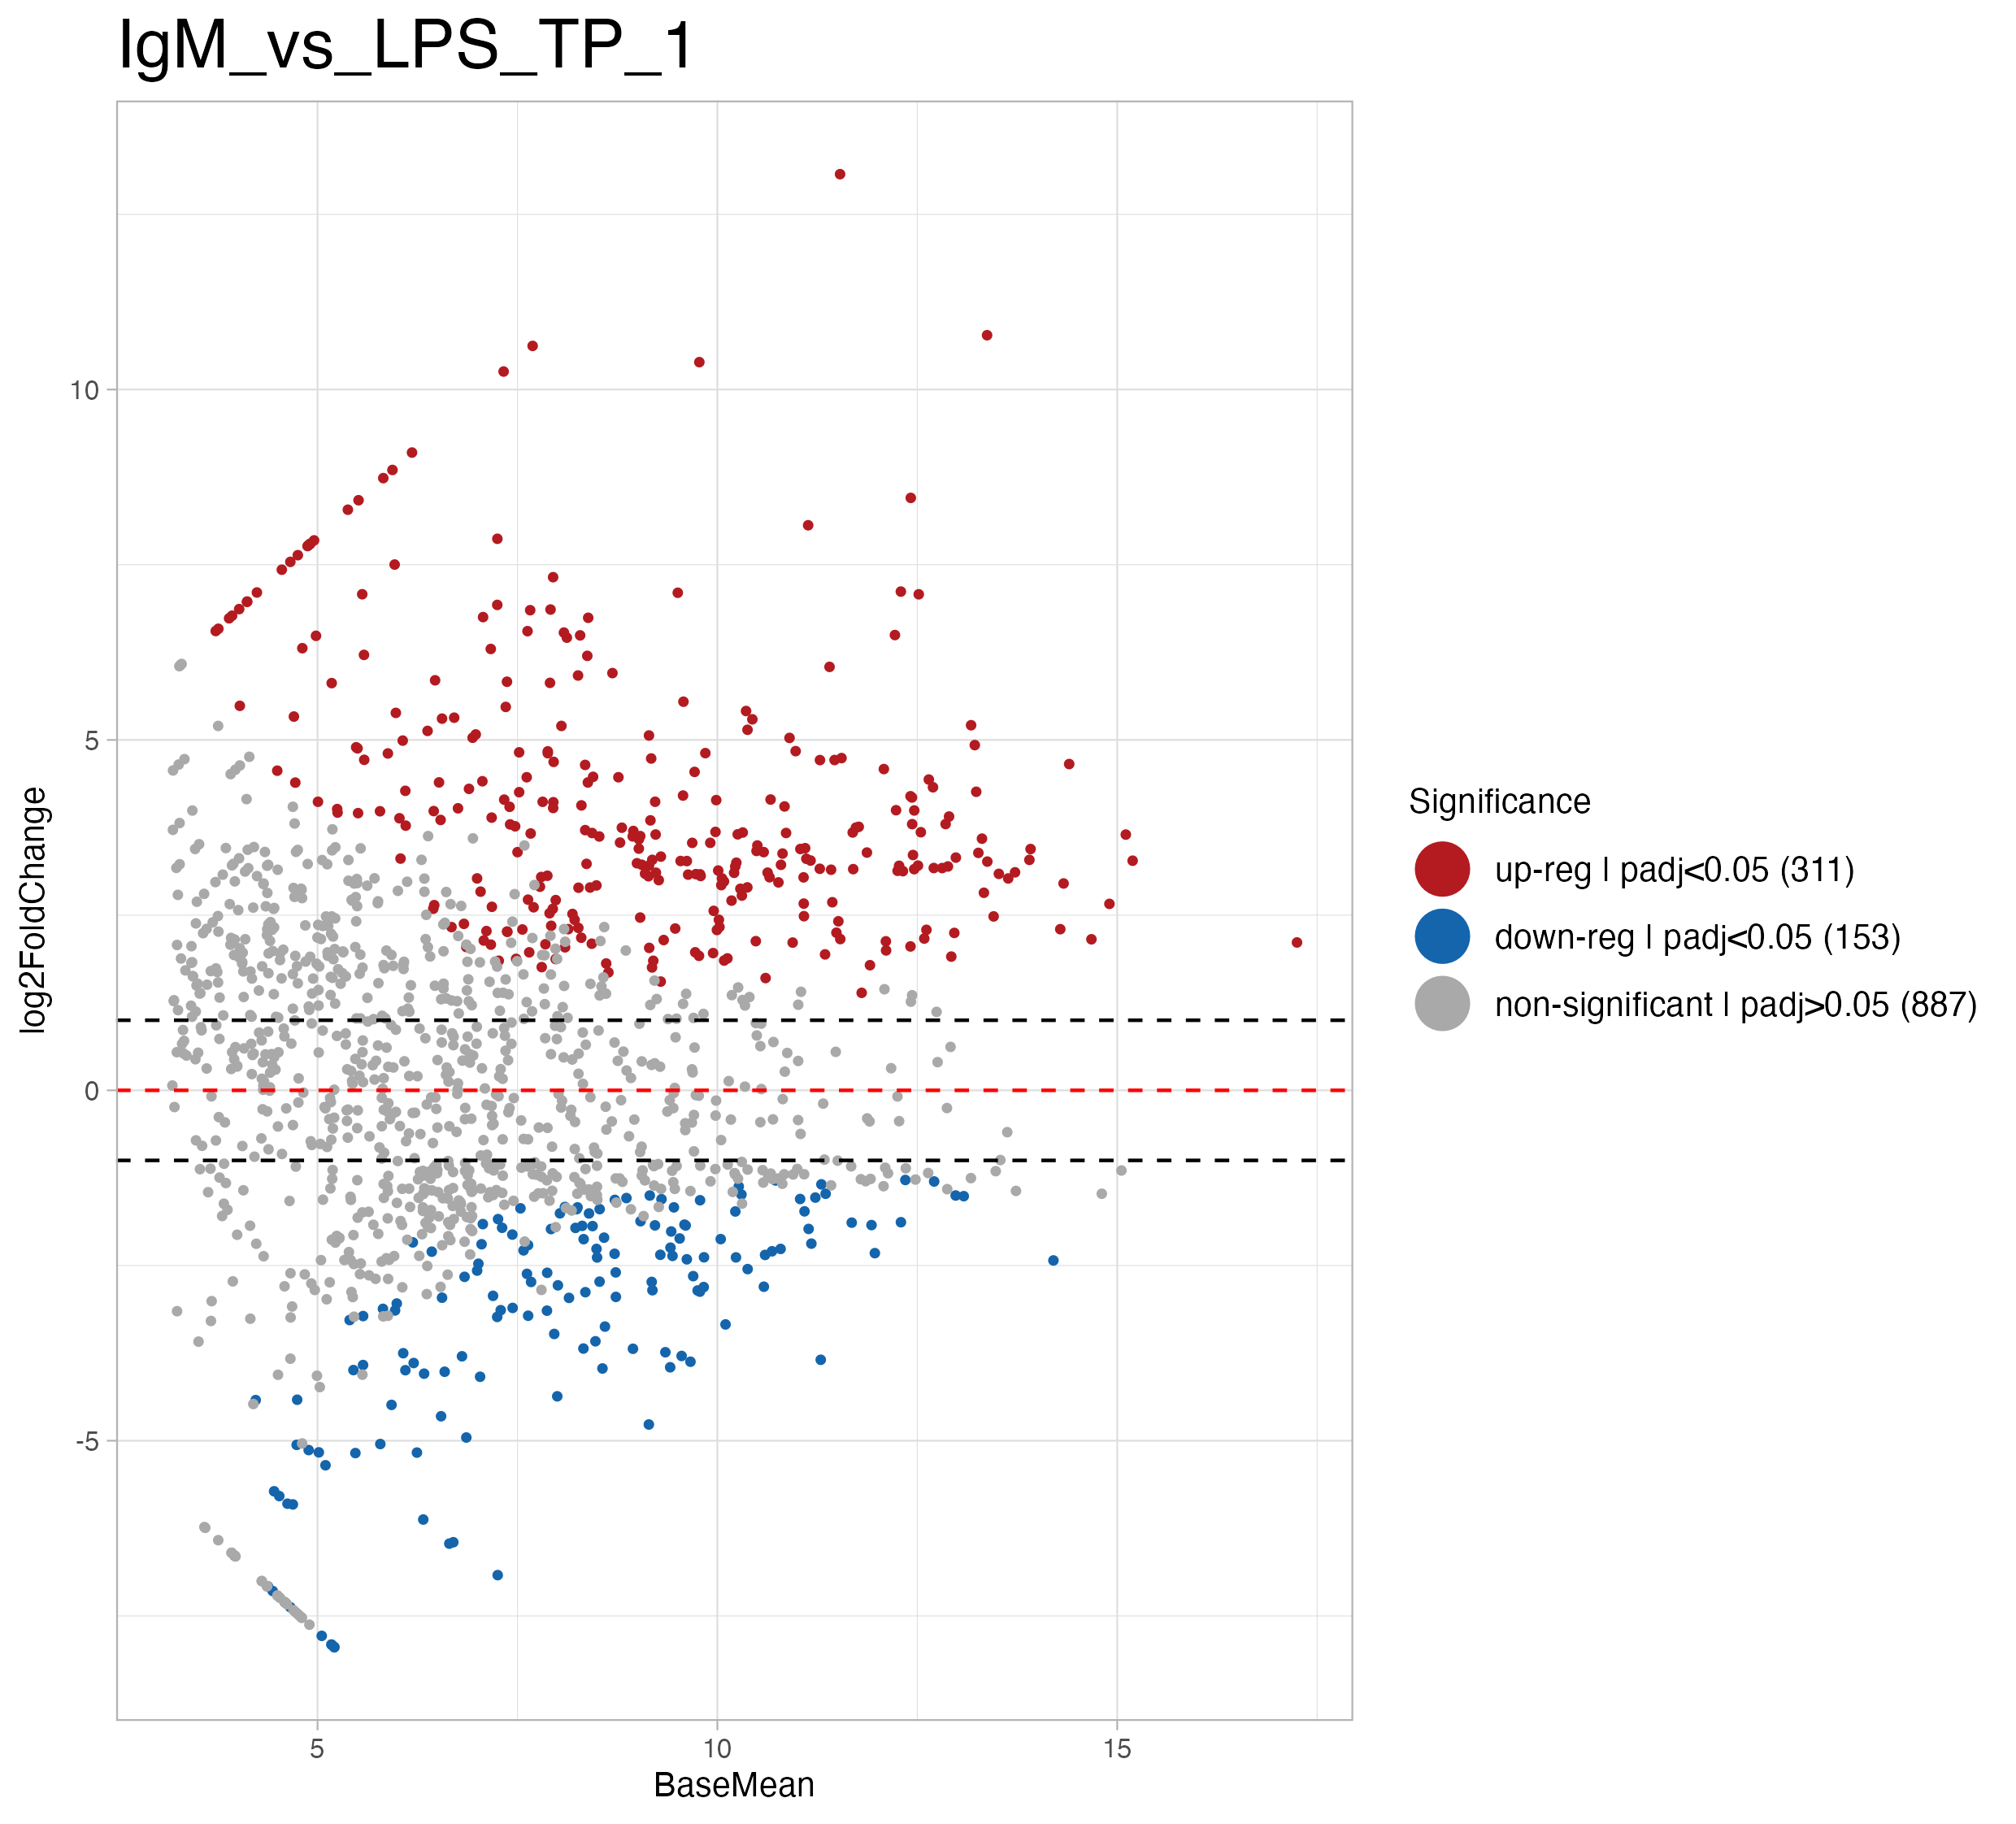 IgM_vs_LPS_TP_1
log2FoldChange
10
5
0
-5
5
10
15
BaseMean
Significance
up-reg | padj<0.05 (311)
down-reg | padj<0.05 (153)
non-significant | padj>0.05 (887)